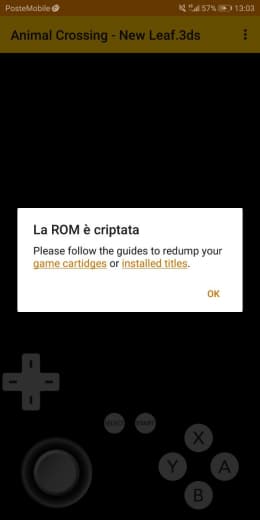 PosteMobile 57% 13:03
Animal Crossing - New Leaf.3ds
La ROM è criptata
Please follow the guides to redump your
game cartidges or installed titles.
OK
SELECT START
X
Y A
B